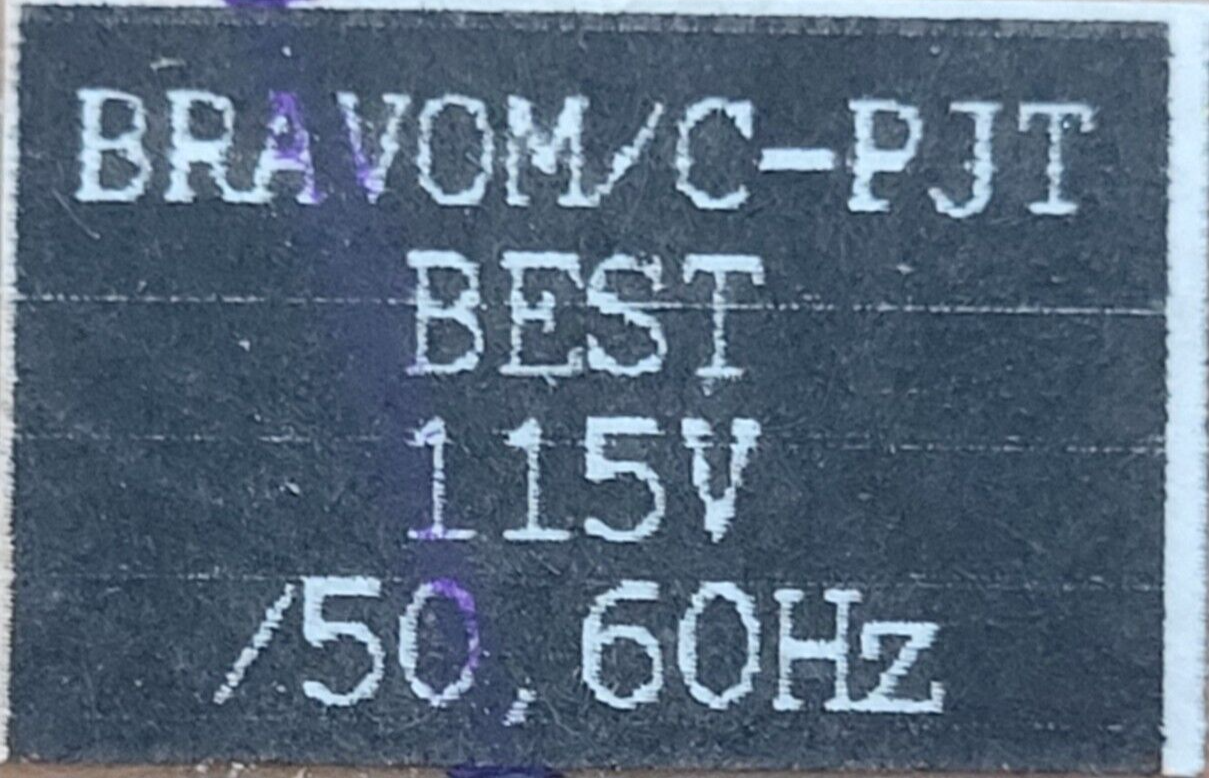 BRAVOM/C-PJT
BEST
115V
/50,60Hz